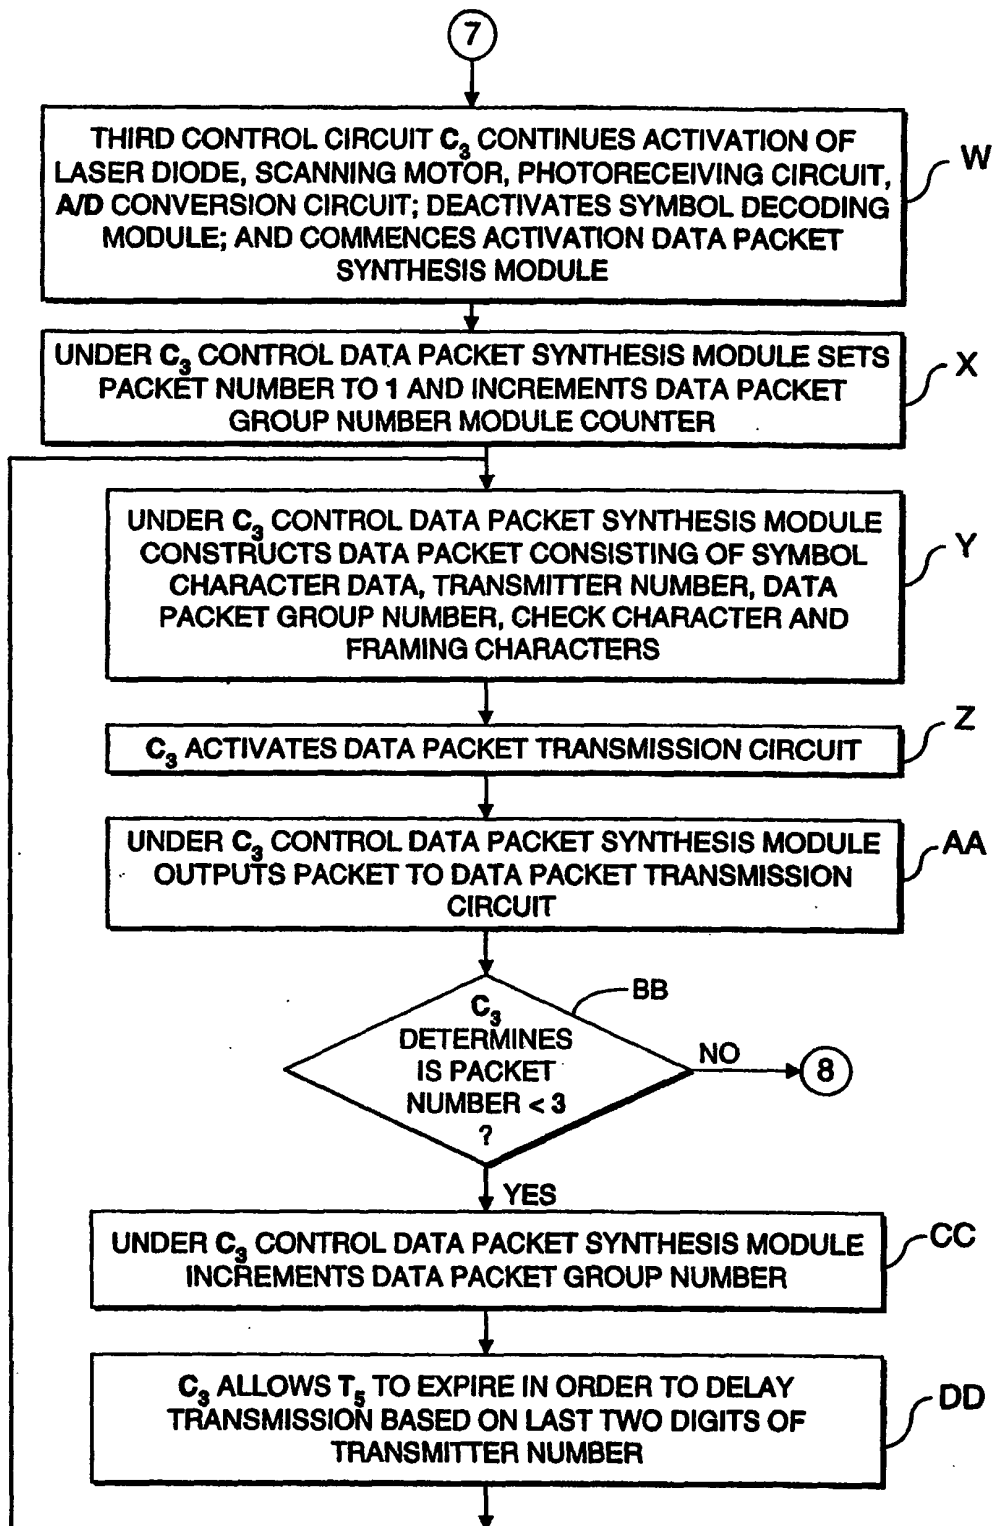 7
THIRD CONTROL CIRCUIT C3 CONTINUES ACTIVATION OF
LASER DIODE, SCANNING MOTOR, PHOTORECEIVING CIRCUIT,
A/D CONVERSION CIRCUIT; DEACTIVATES SYMBOL DECODING
MODULE; AND COMMENCES ACTIVATION DATA PACKET
SYNTHESIS MODULE
W
UNDER C3 CONTROL DATA PACKET SYNTHESIS MODULE SETS
PACKET NUMBER TO 1 AND INCREMENTS DATA PACKET
GROUP NUMBER MODULE COUNTER
X
UNDER C3 CONTROL DATA PACKET SYNTHESIS MODULE
CONSTRUCTS DATA PACKET CONSISTING OF SYMBOL
CHARACTER DATA, TRANSMITTER NUMBER, DATA
PACKET GROUP NUMBER, CHECK CHARACTER AND
FRAMING CHARACTERS
Y
C3 ACTIVATES DATA PACKET TRANSMISSION CIRCUIT
Z
UNDER C3 CONTROL DATA PACKET SYNTHESIS MODULE
OUTPUTS PACKET TO DATA PACKET TRANSMISSION
CIRCUIT
AA
C3
DETERMINES
IS PACKET
NUMBER < 3
?
BB
NO
8
YES
UNDER C3 CONTROL DATA PACKET SYNTHESIS MODULE
INCREMENTS DATA PACKET GROUP NUMBER
CC
C3 ALLOWS T5 TO EXPIRE IN ORDER TO DELAY
TRANSMISSION BASED ON LAST TWO DIGITS OF
TRANSMITTER NUMBER
DD